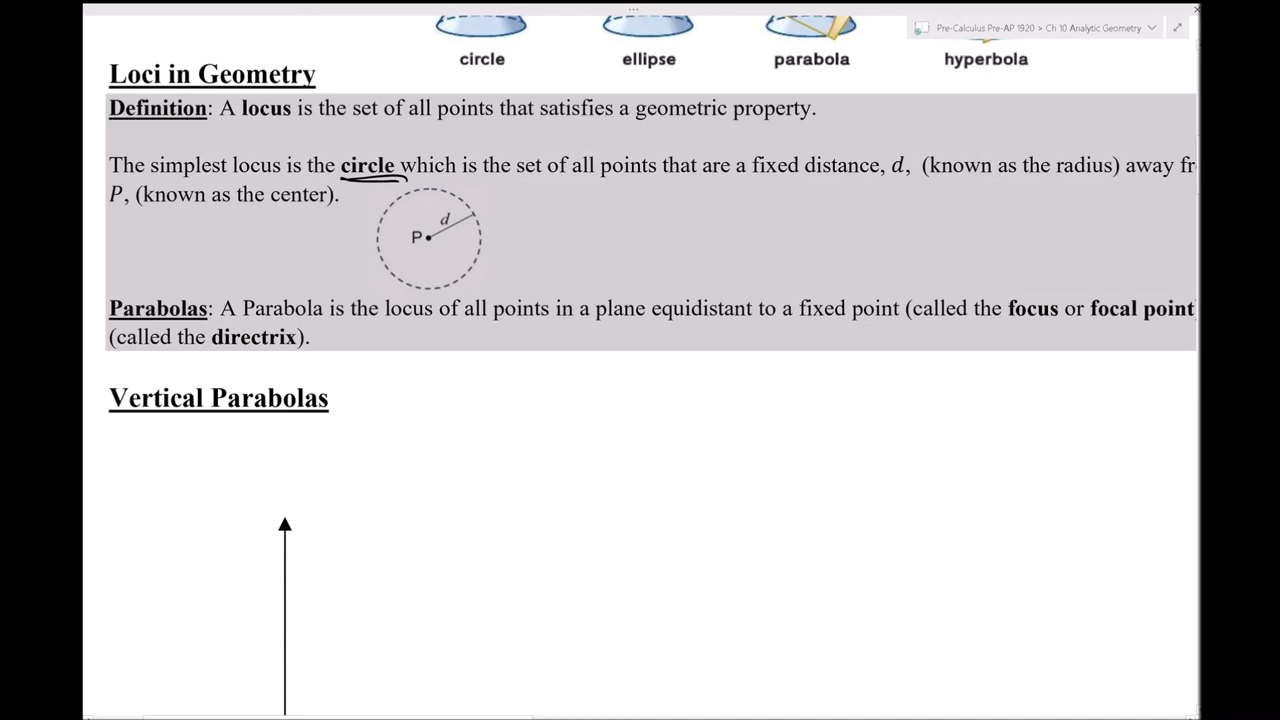 Pre-Calculus Pre-AP 1920 > Ch 10 Analytic Geometry
circle ellipse parabola hyperbola
Loci in Geometry
Definition: A locus is the set of all points that satisfies a geometric property.
The simplest locus is the circle which is the set of all points that are a fixed distance, d, (known as the radius) away fr
P, (known as the center).
d
P
Parabolas: A Parabola is the locus of all points in a plane equidistant to a fixed point (called the focus or focal point
(called the directrix).
Vertical Parabolas